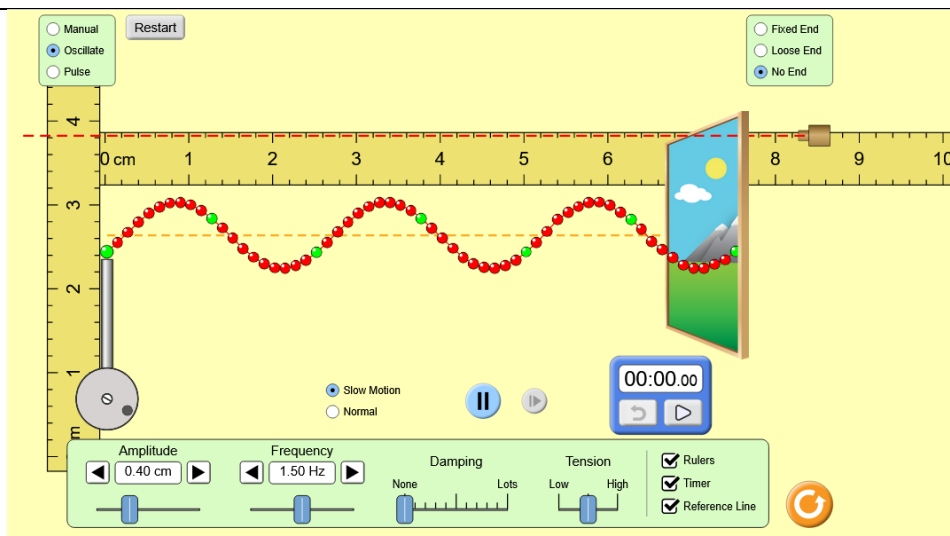 Manual
Oscillate
Pulse
Restart
Fixed End
Loose End
No End
0 cm 1 2 3 4 5 6 8 9 10
4
3
2
1
Slow Motion
Normal
00:00.00
Amplitude
0.40 cm
Frequency
1.50 Hz
Damping
None Lots
Tension
Low High
Rulers
Timer
Reference Line